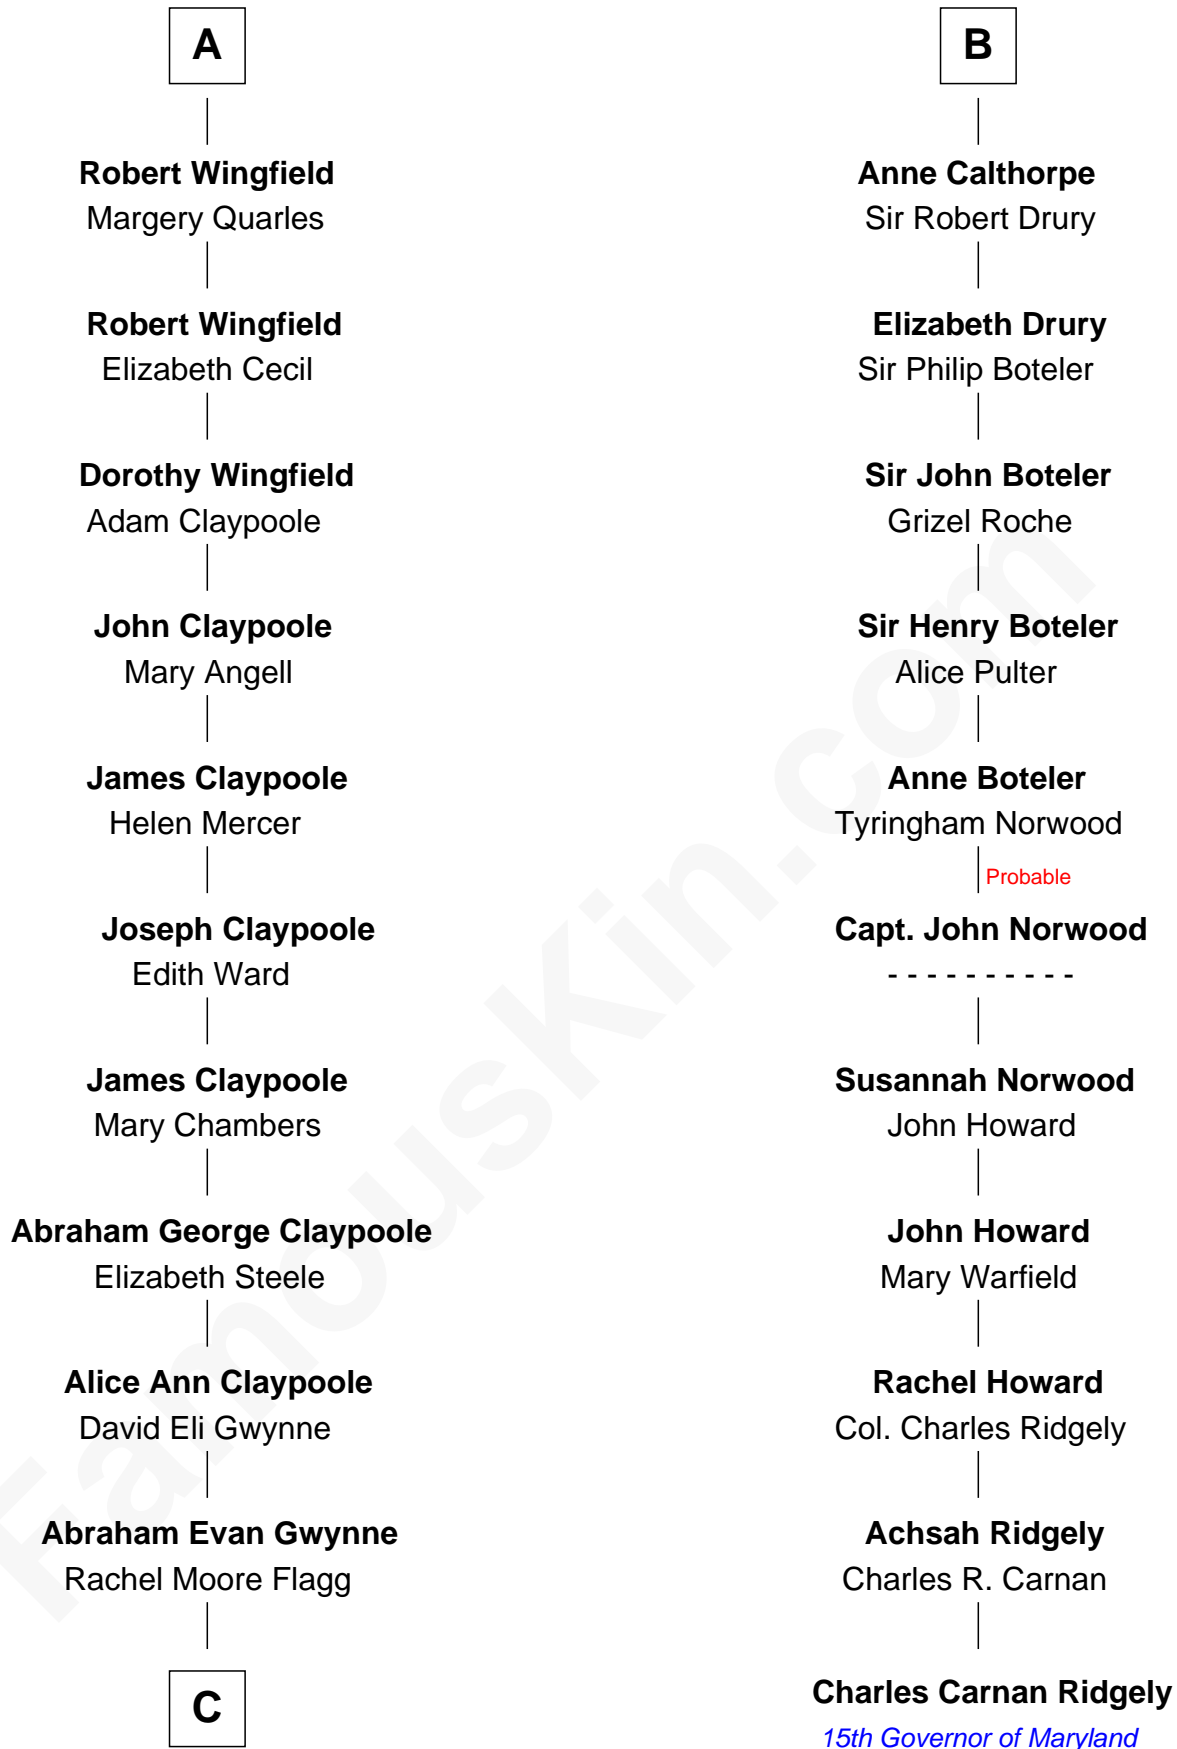 A
Robert Wingfield
Margery Quarles
Robert Wingfield
Elizabeth Cecil
Dorothy Wingfield
Adam Claypoole
John Claypoole
Mary Angell
James Claypoole
Helen Mercer
Joseph Claypoole
Edith Ward
James Claypoole
Mary Chambers
Abraham George Claypoole
Elizabeth Steele
Alice Ann Claypoole
David Eli Gwynne
Abraham Evan Gwynne
Rachel Moore Flagg
C
B
Anne Calthorpe
Sir Robert Drury
Elizabeth Drury
Sir Philip Boteler
Sir John Boteler
Grizel Roche
Sir Henry Boteler
Alice Pulter
Anne Boteler
Tyringham Norwood
Probable
Capt. John Norwood
- - - - - - - - - -
Susannah Norwood
John Howard
John Howard
Mary Warfield
Rachel Howard
Col. Charles Ridgely
Achsah Ridgely
Charles R. Carnan
Charles Carnan Ridgely
15th Governor of Maryland
FamousKin.com